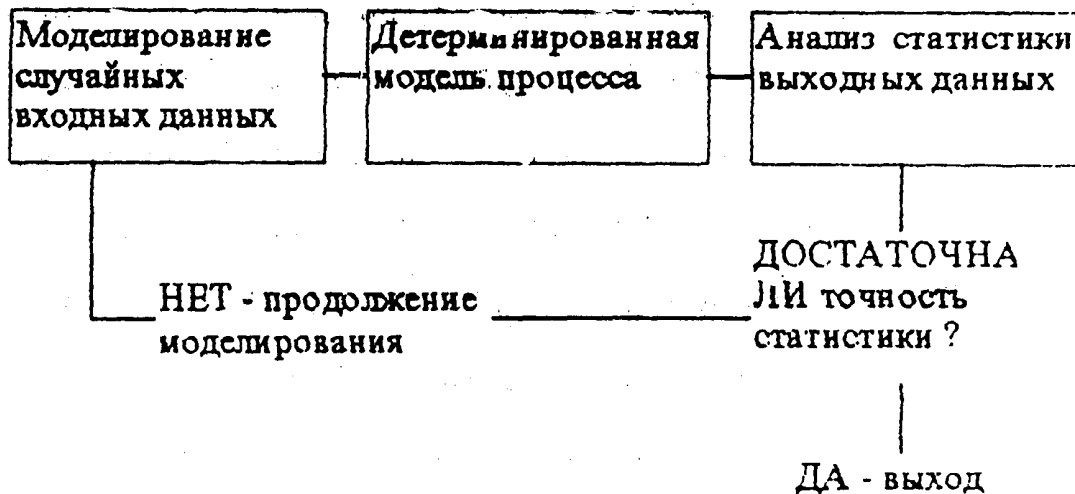 Моделирование
случайных
входных данных
Детерминированная
модель процесса
Анализ статистики
выходных данных
ДОСТАТОЧНА
ЛИ точность
статистики ?
НЕТ - продолжение
моделирования
ДА - выход